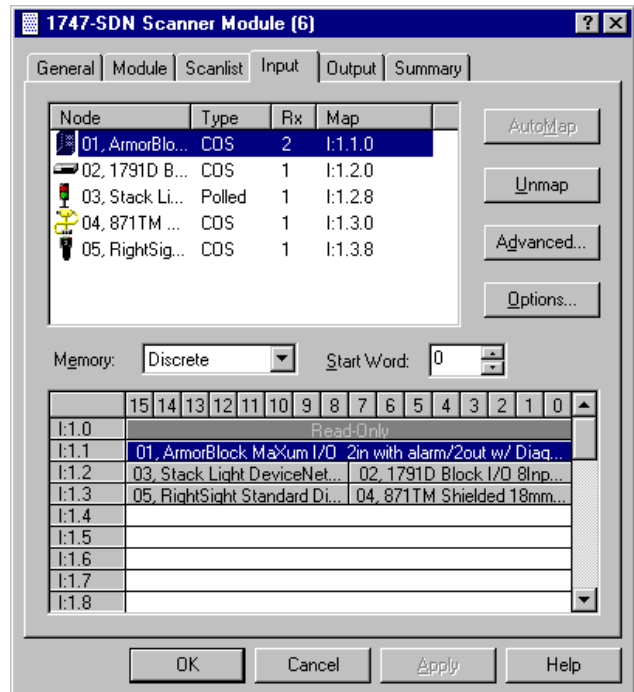 1747-SDN Scanner Module (6)
General Module Scanlist Input Output Summary
Node Type Rx Map
01, ArmorBlo... COS 2 I:1.1.0
02, 1791D B... COS 1 I:1.2.0
03, Stack Li... Polled 1 I:1.2.8
04, 871TM ... COS 1 I:1.3.0
05, RightSig... COS 1 I:1.3.8
AutoMap
Unmap
Advanced...
Options...
Memory: Discrete Start Word: 0
15 14 13 12 11 10 9 8 7 6 5 4 3 2 1 0
I:1.0 Read-Only
I:1.1 01, ArmorBlock MaXum I/O 2in with alarm/2out w/ Diag...
I:1.2 03, Stack Light DeviceNet... 02, 1791D Block I/O 8Inp...
I:1.3 05, RightSight Standard Di... 04, 871TM Shielded 18mm...
I:1.4
I:1.5
I:1.6
I:1.7
I:1.8
OK Cancel Apply Help